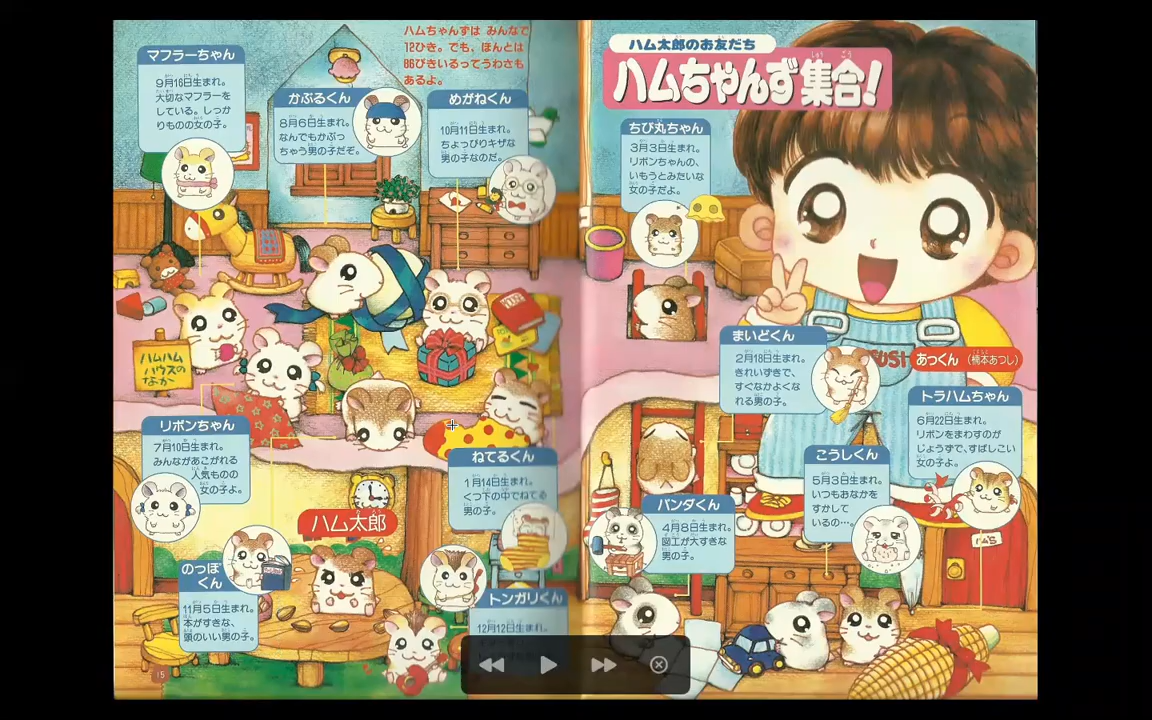 ハムちゃんずは みんなで
12ひき。でも、ほんとは
86ぴきいるってうわさも
あるよ。
マフラーちゃん
9月16日生まれ。
大切なマフラーを
している。しっか
りものの女の子。
かぶるくん
8月6日生まれ。
なんでもかぶっ
ちゃう男の子だぞ。
めがねくん
10月11日生まれ。
ちょっぴりキザな
男の子なのだ。
ハムハム
ハウスの
なか
リボンちゃん
7月10日生まれ。
みんながあこがれる
人気ものの
女の子よ。
ねてるくん
1月14日生まれ。
くつ下の中でねてる
男の子。
ハム太郎
のっぽ
くん
11月5日生まれ。
本がすきな、
頭のいい男の子。
トンガリくん
12月12日生まれ。
15
ハム太郎のお友だち
ハムちゃんず集合!
ちび丸ちゃん
3月3日生まれ。
リボンちゃんの、
いもうとみたいな
女の子だよ。
まいどくん
2月18日生まれ。
きれいずきで、
すぐなかよくな
れる男の子。
あっくん(楠本あつし)
トラハムちゃん
6月22日生まれ。
リボンをまわすのが
じょうずで、すばしこい
女の子。
こうしくん
5月3日生まれ。
いつもおなかを
すかして
いるの…。
パンダくん
4月8日生まれ。
図工が大すきな
男の子。